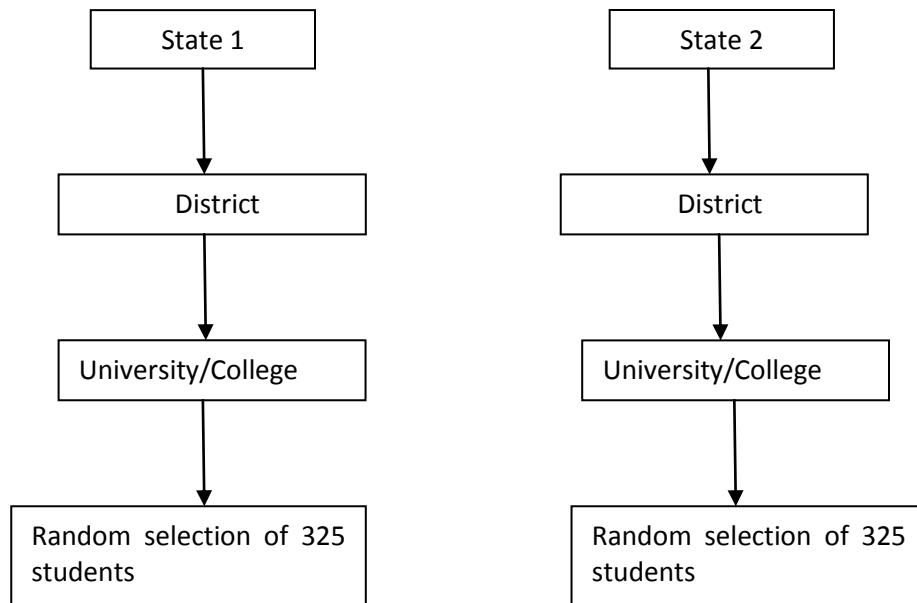 State 1
State 2
District
District
University/College
University/College
Random selection of 325
students
Random selection of 325
students